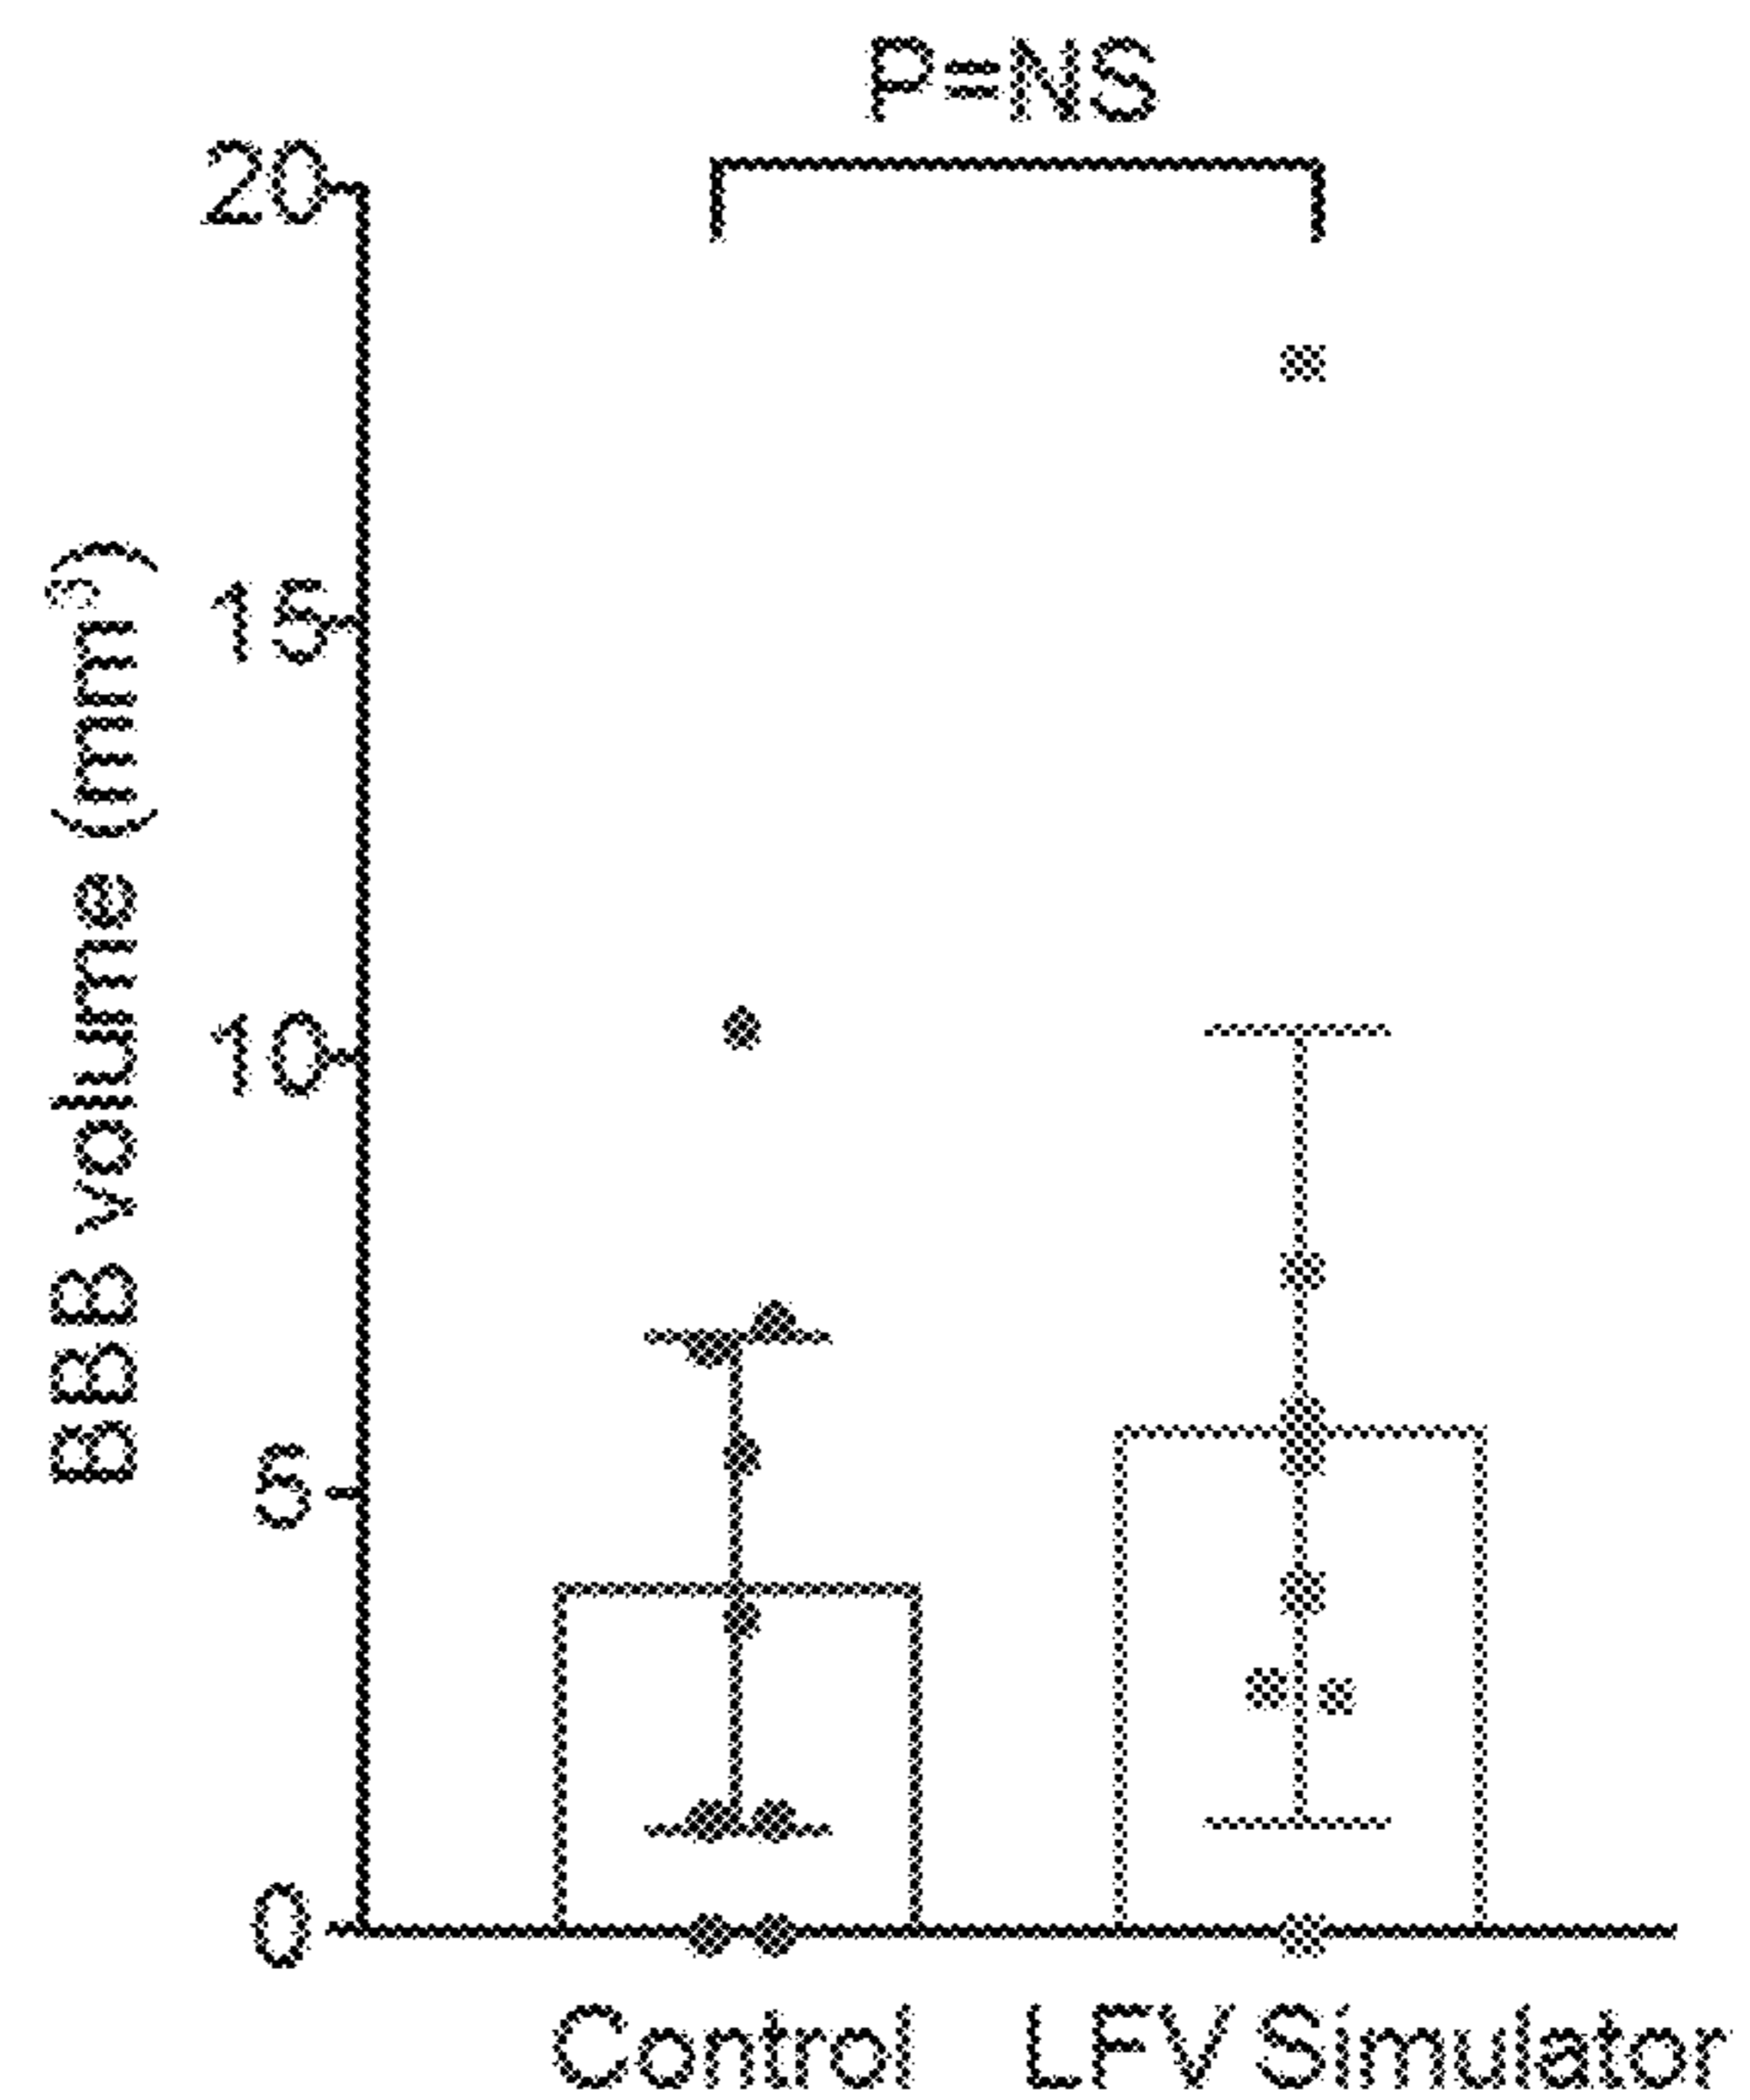 P=NS
20
15
10
5
0
BBB volume (mm³)
Control
LFV Simulator